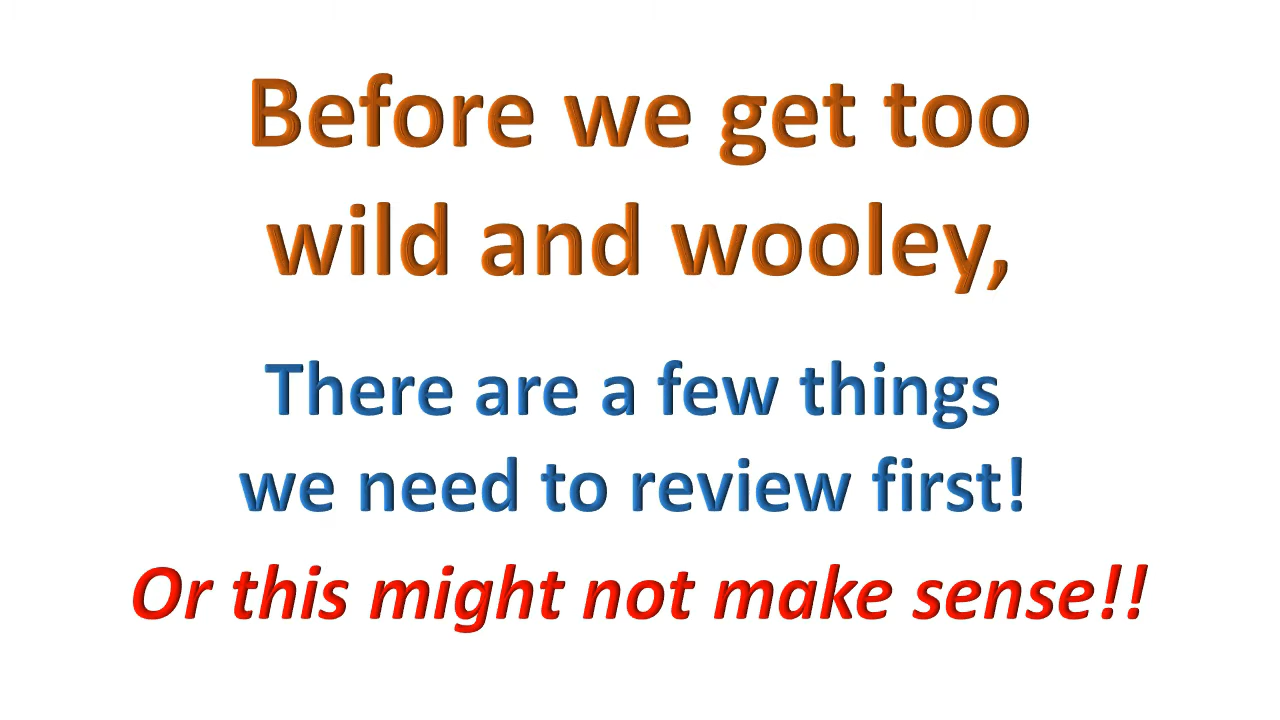 Before we get too
wild and wooley,
There are a few things
we need to review first!
Or this might not make sense!!